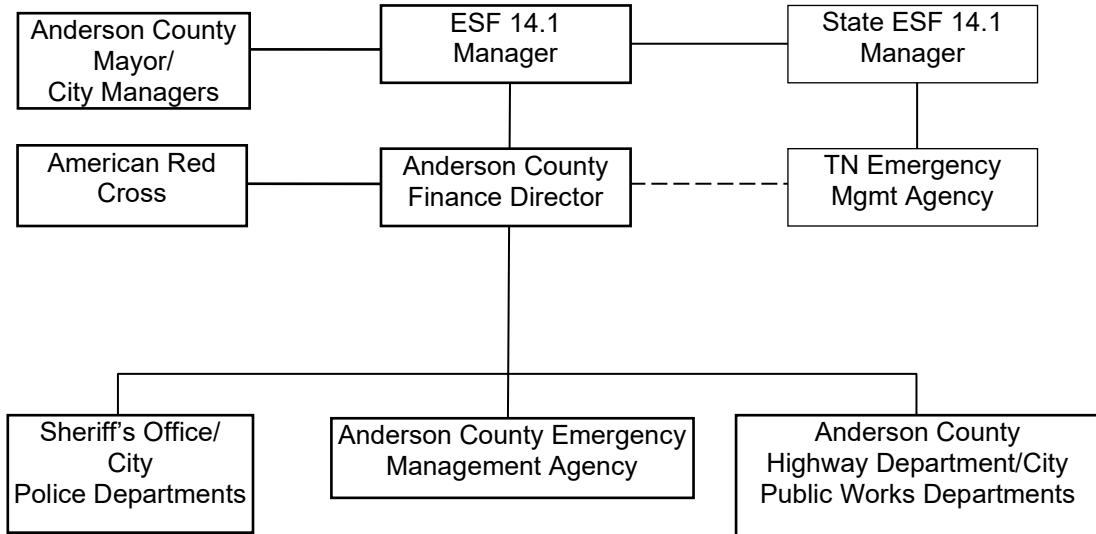 Anderson County
Mayor/
City Managers
ESF 14.1
Manager
State ESF 14.1
Manager
American Red
Cross
Anderson County
Finance Director
TN Emergency
Mgmt Agency
Sheriff’s Office/
City
Police Departments
Anderson County Emergency
Management Agency
Anderson County
Highway Department/City
Public Works Departments